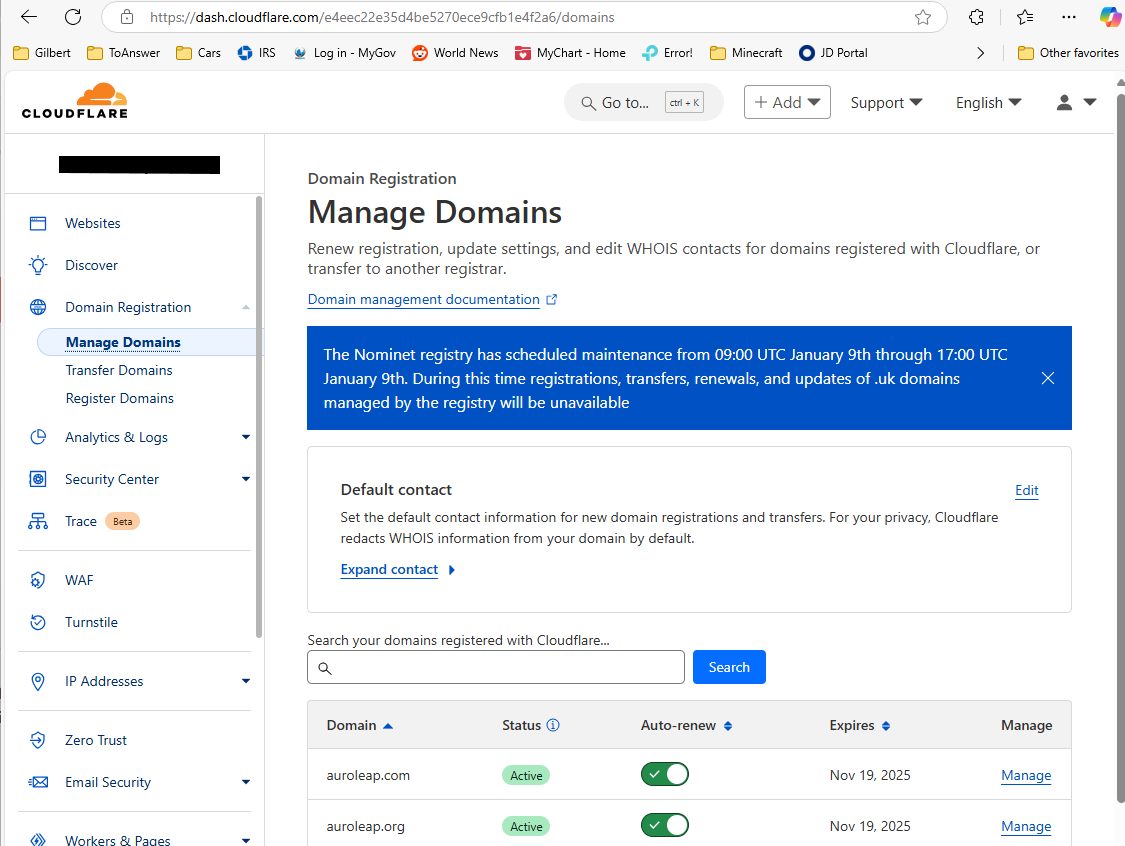 https://dash.cloudflare.com/e4eec22e35d4be5270ece9cfb1e4f2a6/domains
Gilbert ToAnswer Cars IRS Log in - MyGov World News MyChart - Home Error! Minecraft JD Portal Other favorites
CLOUDFLARE
Go to... ctrl + K
Add
Support
English
Websites
Discover
Domain Registration
Manage Domains
Transfer Domains
Register Domains
Analytics & Logs
Security Center
Trace Beta
WAF
Turnstile
IP Addresses
Zero Trust
Email Security
Workers & Pages
Domain Registration
Manage Domains
Renew registration, update settings, and edit WHOIS contacts for domains registered with Cloudflare, or
transfer to another registrar.
Domain management documentation
The Nominet registry has scheduled maintenance from 09:00 UTC January 9th through 17:00 UTC
January 9th. During this time registrations, transfers, renewals, and updates of .uk domains
managed by the registry will be unavailable
Default contact
Edit
Set the default contact information for new domain registrations and transfers. For your privacy, Cloudflare
redacts WHOIS information from your domain by default.
Expand contact
Search your domains registered with Cloudflare...
Search
Domain Status Auto-renew Expires Manage
auroleap.com Active Nov 19, 2025 Manage
auroleap.org Active Nov 19, 2025 Manage